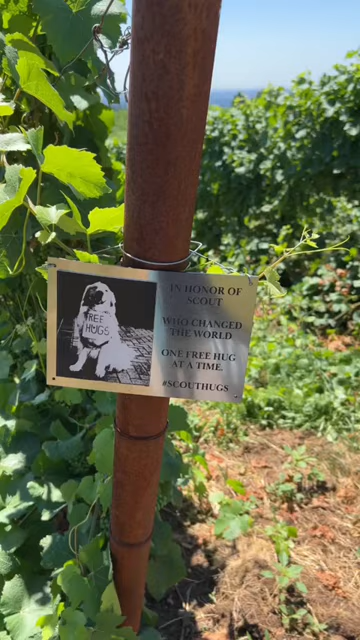 FREE
HUGS
IN HONOR OF
SCOUT
WHO CHANGED
THE WORLD
ONE FREE HUG
AT A TIME.
#SCOUTHUGS